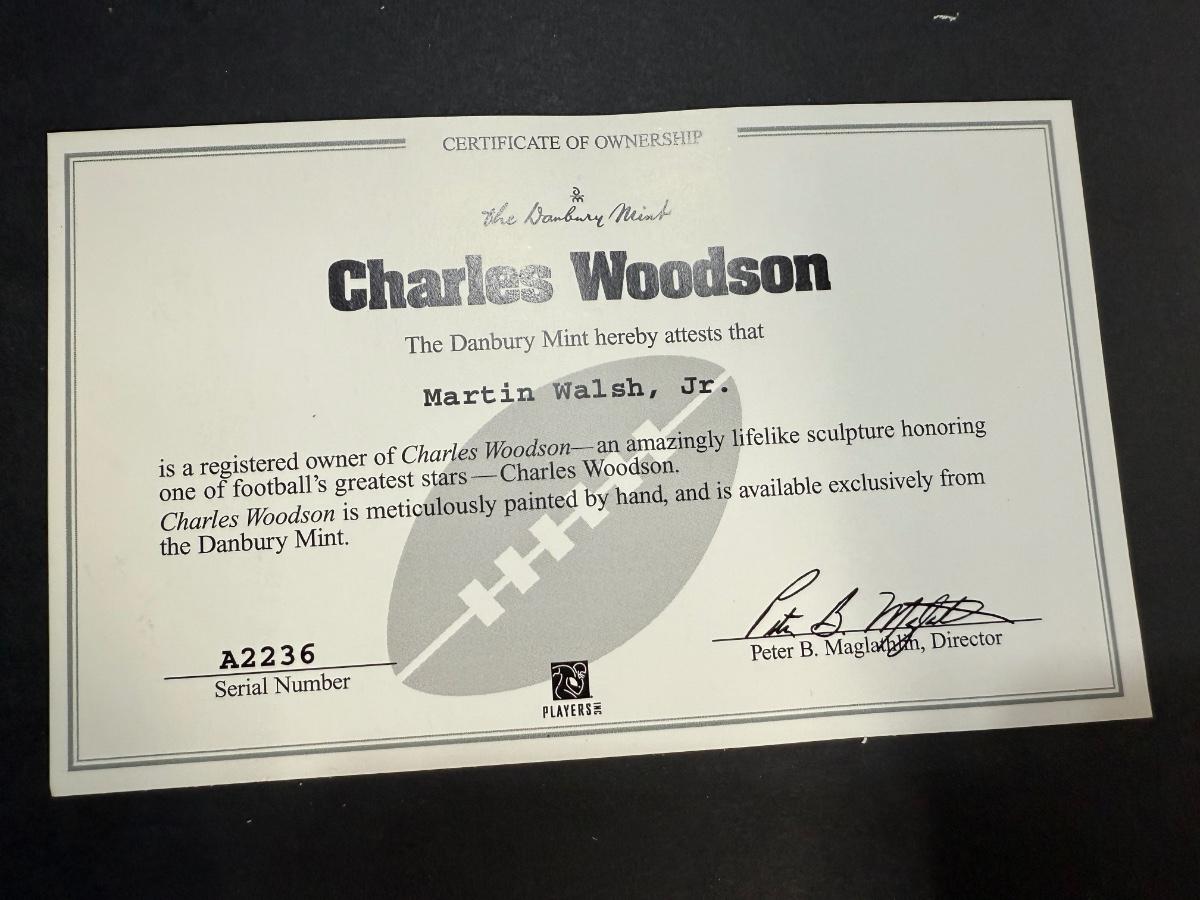 CERTIFICATE OF OWNERSHIP
the Danbury Mint
Charles Woodson
The Danbury Mint hereby attests that
Martin Walsh, Jr.
is a registered owner of Charles Woodson—an amazingly lifelike sculpture honoring
one of football's greatest stars—Charles Woodson.
Charles Woodson is meticulously painted by hand, and is available exclusively from
the Danbury Mint.
A2236
Serial Number
Peter B. Maglathlin
Peter B. Maglathlin, Director
PLAYERS INC